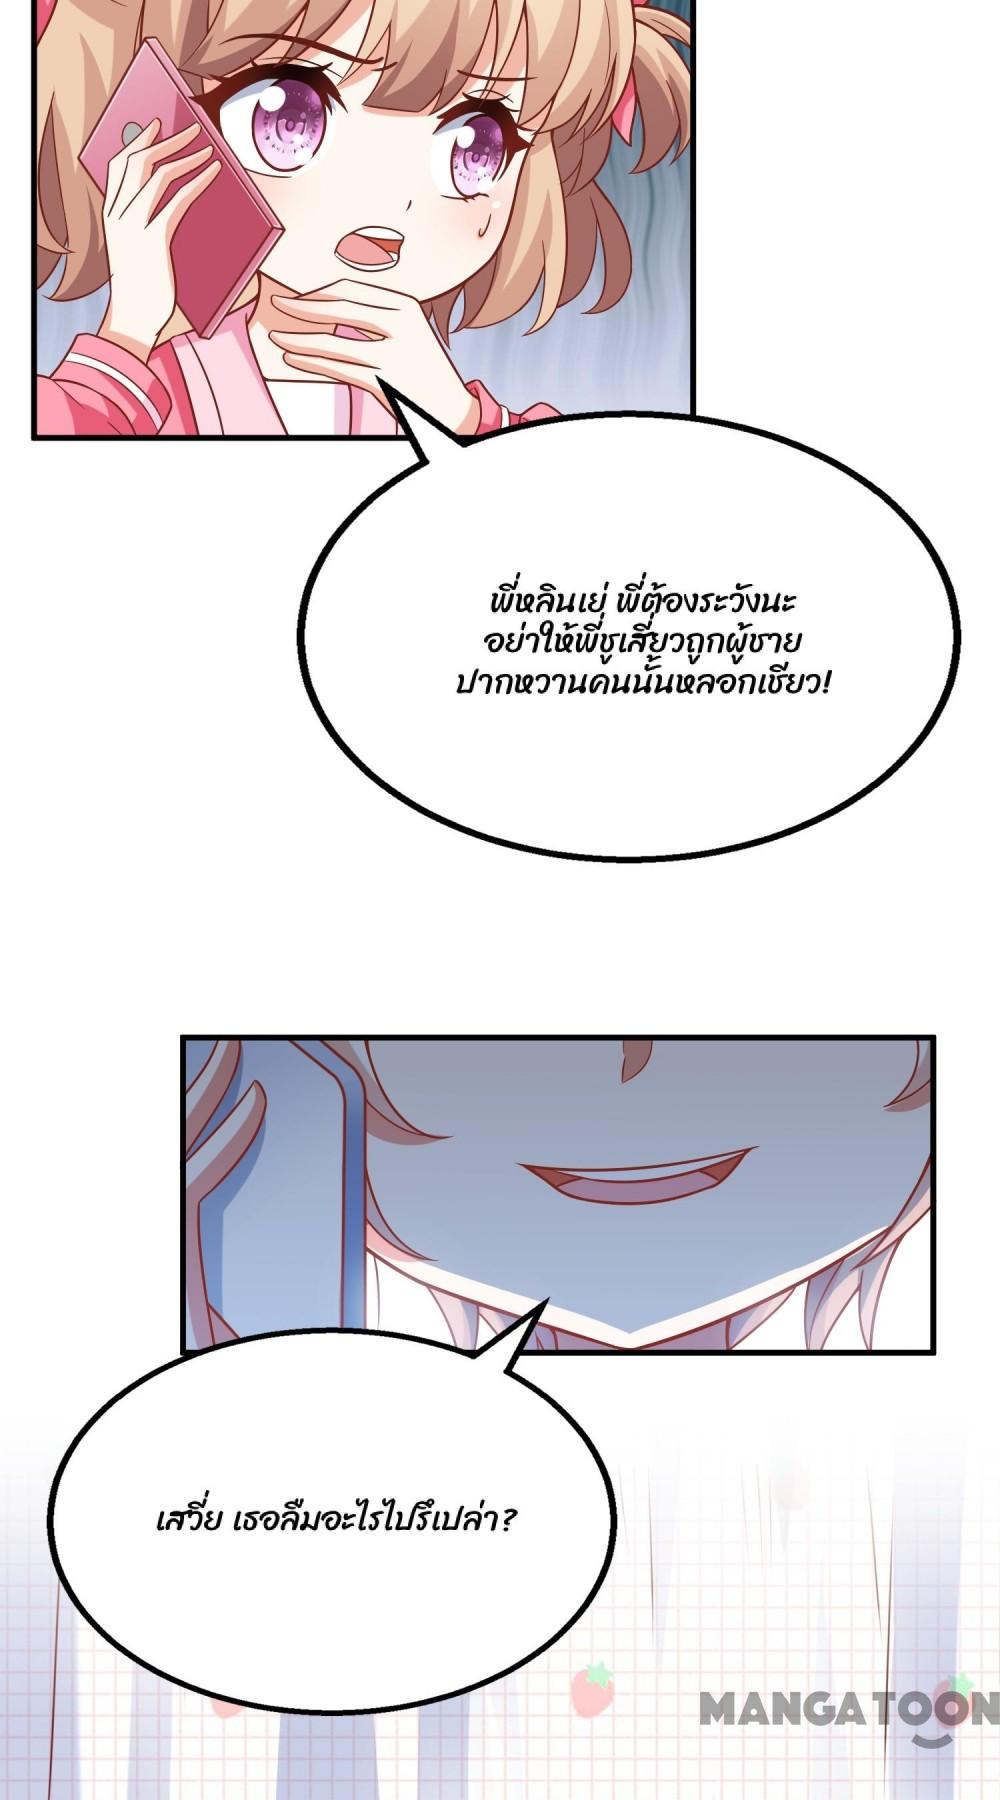 พี่หลินเย่ พี่ต้องระวังนะ
อย่าให้พี่ชูเสี่ยวถูกผู้ชาย
ปากหวานคนนั้นหลอกเชียว!
เสวี่ย เธอลืมอะไรไปรึเปล่า?
MANGATOON